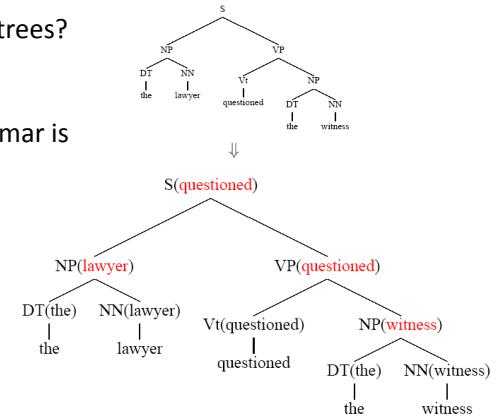 trees?
S
NP VP
DT NN Vt NP
the lawyer questioned DT NN
the witness
mar is
⇓
S(questioned)
NP(lawyer) VP(questioned)
DT(the) NN(lawyer) Vt(questioned) NP(witness)
the lawyer questioned DT(the) NN(witness)
the witness